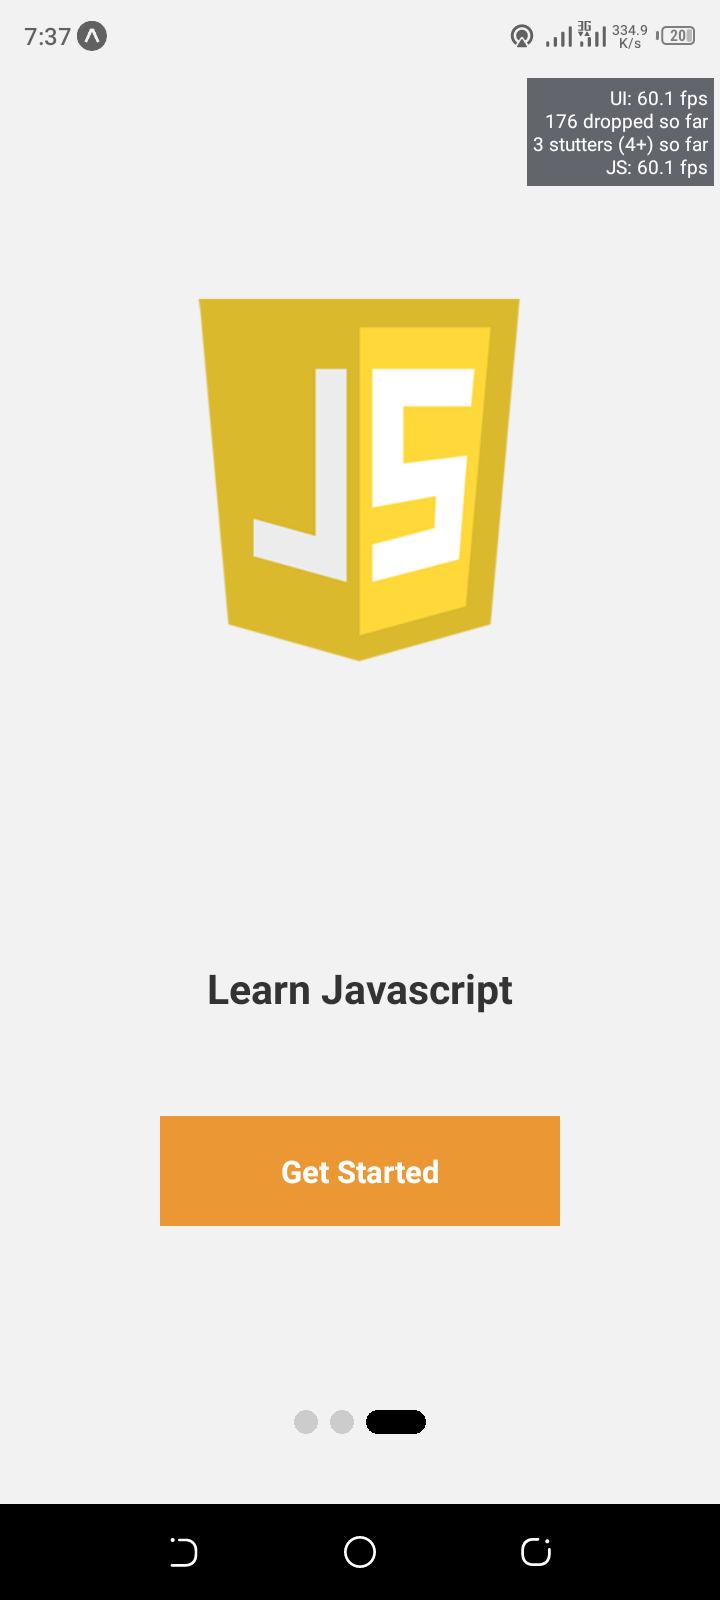 7:37
3G
334.9
K/s
20
UI: 60.1 fps
176 dropped so far
3 stutters (4+) so far
JS: 60.1 fps
JS
Learn Javascript
Get Started